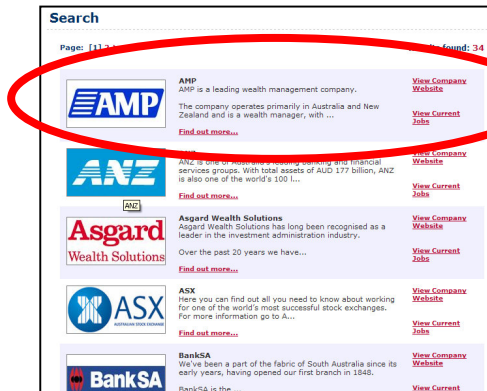 Search
Page: [1] 2
found: 34
AMP
AMP
AMP is a leading wealth management company.
The company operates primarily in Australia and New
Zealand and is a wealth manager, with ...
Find out more...
View Company
Website
View Current
Jobs
ANZ
ANZ
ANZ is one of Australia's leading banking and financial
services groups. With total assets of AUD 177 billion, ANZ
is also one of the world's 100 l...
Find out more...
View Company
Website
View Current
Jobs
Asgard
Wealth Solutions
Asgard Wealth Solutions
Asgard Wealth Solutions has long been recognised as a
leader in the investment administration industry.
Over the past 20 years we have...
Find out more...
View Company
Website
View Current
Jobs
ASX
AUSTRALIAN STOCK EXCHANGE
ASX
Here you can find out all you need to know about working
for one of the world's most successful stock exchanges.
For more information go to A...
Find out more...
View Company
Website
View Current
Jobs
BankSA
BankSA
We've been a part of the fabric of South Australia since its
early years, having opened our first branch in 1848.
BankSA is the ...
View Company
Website
View Current